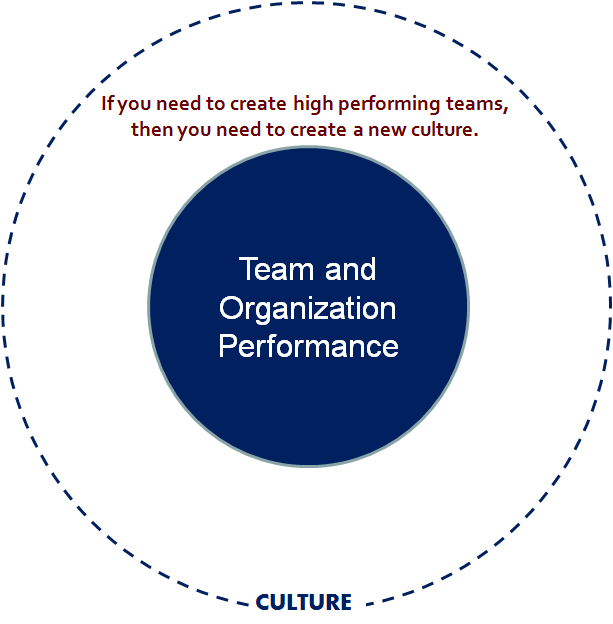 If you need to create high performing teams,
then you need to create a new culture.
Team and
Organization
Performance
CULTURE